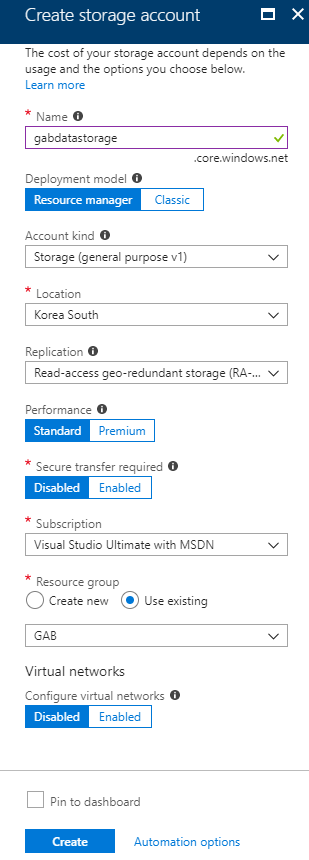 Create storage account
The cost of your storage account depends on the
usage and the options you choose below.
Learn more
* Name
gabdatastorage
.core.windows.net
Deployment model
Resource manager Classic
Account kind
Storage (general purpose v1)
* Location
Korea South
Replication
Read-access geo-redundant storage (RA-...
Performance
Standard Premium
* Secure transfer required
Disabled Enabled
* Subscription
Visual Studio Ultimate with MSDN
* Resource group
Create new Use existing
GAB
Virtual networks
Configure virtual networks
Disabled Enabled
Pin to dashboard
Create Automation options